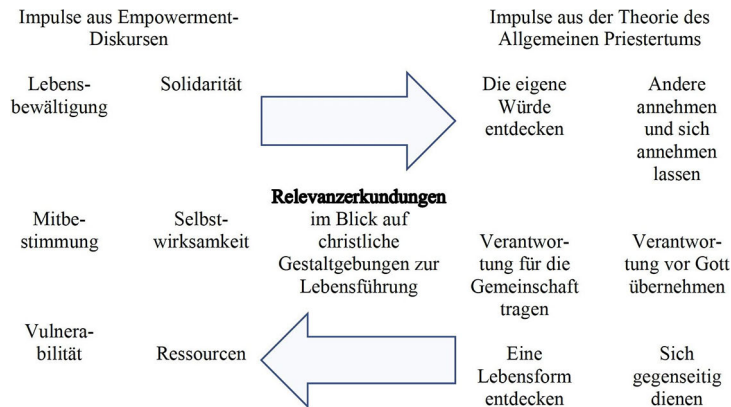 Impulse aus Empowerment-
Diskursen
Impulse aus der Theorie des
Allgemeinen Priestertums
Lebens-
bewältigung
Solidarität
Die eigene
Würde
entdecken
Andere
annehmen
und sich
annehmen
lassen
Mitbe-
stimmung
Selbst-
wirksamkeit
Relevanzerkundungen
im Blick auf
christliche
Gestaltgebungen zur
Lebensführung
Verantwor-
tung für die
Gemeinschaft
tragen
Verantwor-
tung vor Gott
übernehmen
Vulnera-
bilität
Ressourcen
Eine
Lebensform
entdecken
Sich
gegenseitig
dienen